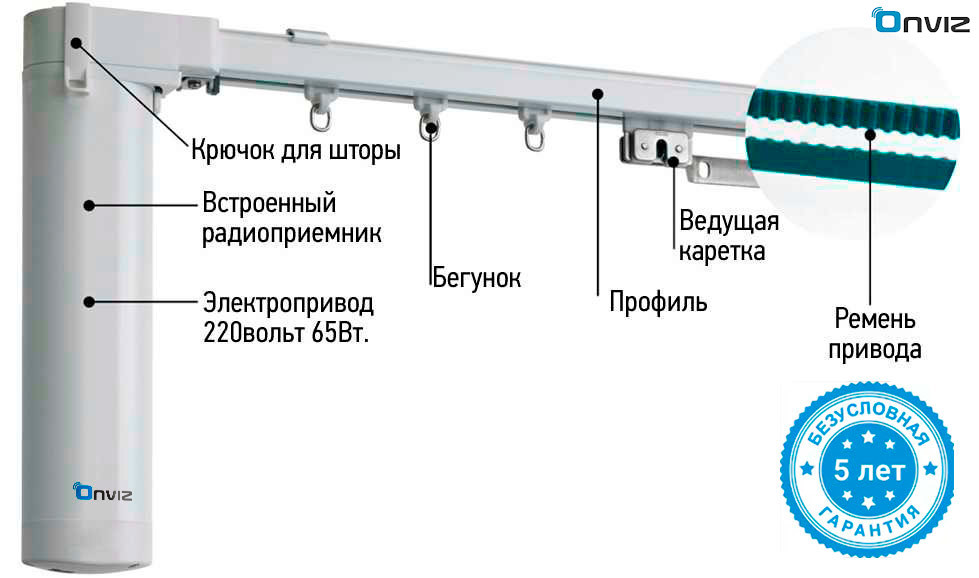 Onviz
Крючок для шторы
Встроенный
радиоприемник
Ведущая
каретка
Бегунок
Электропривод
220вольт 65Вт.
Профиль
Ремень
привода
БЕЗУСЛОВНАЯ
5 лет
ГАРАНТИЯ
Onviz